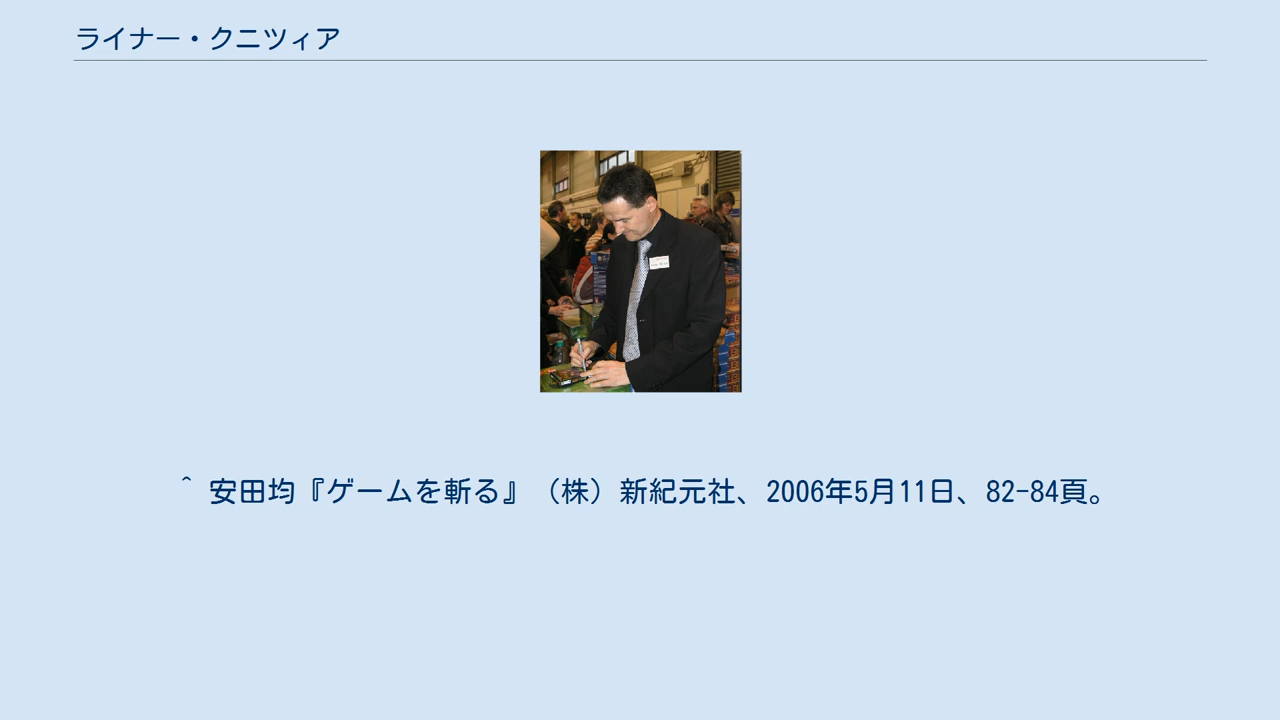 ライナー・クニツィア
^ 安田均『ゲームを斬る』（株）新紀元社、2006年5月11日、82-84頁。